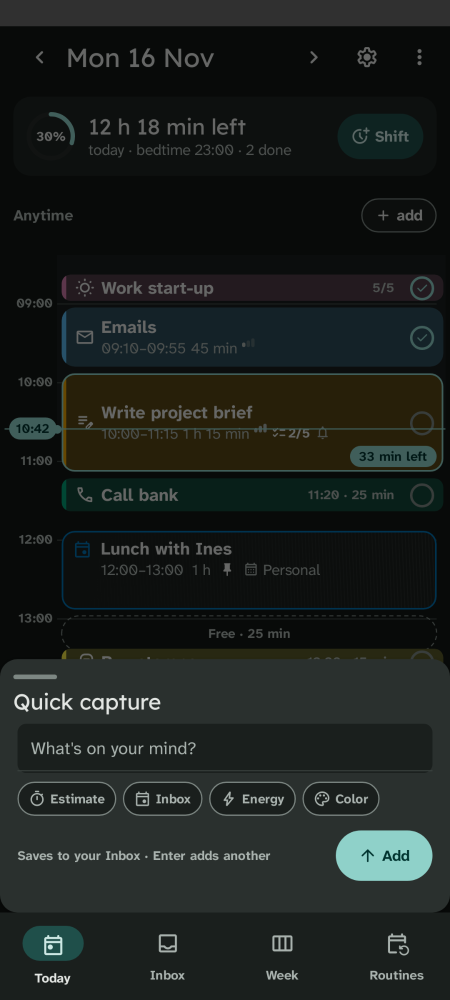 Mon 16 Nov
30%
12 h 18 min left
today · bedtime 23:00 · 2 done
Shift
Anytime
+ add
Work start-up
5/5
09:00
Emails
09:10–09:55 45 min
10:00
Write project brief
10:00–11:15 1 h 15 min 2/5
10:42
33 min left
11:00
Call bank
11:20 · 25 min
12:00
Lunch with Ines
12:00–13:00 1 h Personal
13:00
Free · 25 min
Quick capture
What's on your mind?
Estimate
Inbox
Energy
Color
Saves to your Inbox · Enter adds another
Add
Today
Inbox
Week
Routines